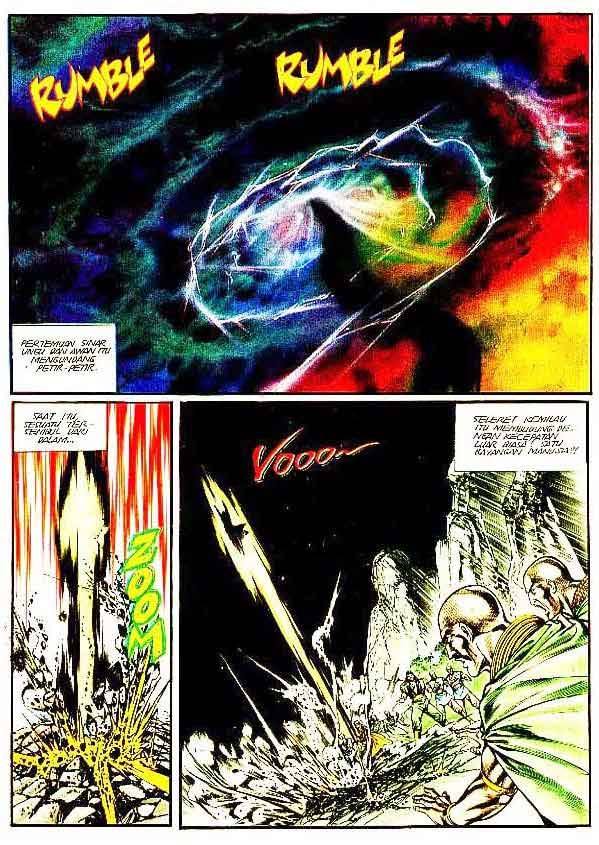 RUMBLE
RUMBLE
PERTEMUAN SINAR
UNGU DAN AWAN ITU
MENGUNDANG
PETIR-PETIR.
SAAT ITU,
SESUATU TER-
SEMBUL DARI
DALAM...
ZOOM
VOOO~
SELERET KEMILAU
ITU MEMBUBUNG DE-
NGAN KECEPATAN
LUAR BIASA SATU
BAYANGAN MANUSIA!!